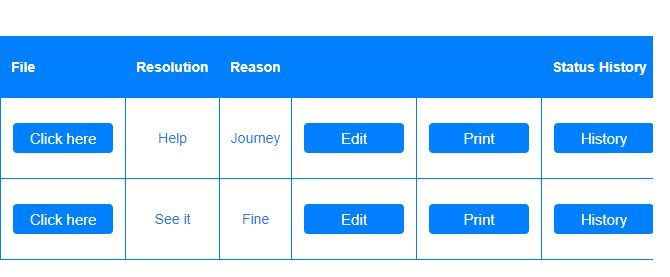 File Resolution Reason Status History
Click here Help Journey Edit Print History
Click here See it Fine Edit Print History